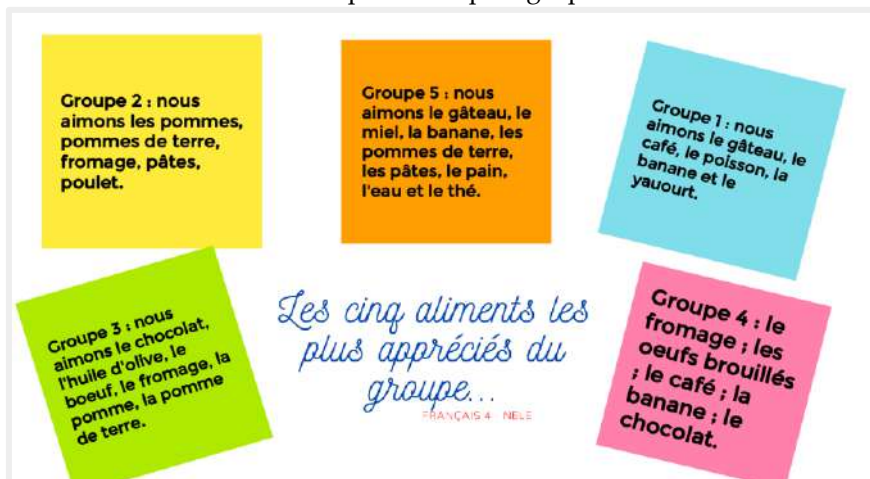 Groupe 2 : nous
aimons les pommes,
pommes de terre,
fromage, pâtes,
poulet.
Groupe 5 : nous
aimons le gâteau, le
miel, la banane, les
pommes de terre,
les pâtes, le pain,
l'eau et le thé.
Groupe 1 : nous
aimons le gâteau, le
café, le poisson, la
banane et le
yauourt.
Groupe 3 : nous
aimons le chocolat,
l'huile d'olive, le
boeuf, le fromage, la
pomme, la pomme
de terre.
Les cinq aliments les
plus appréciés du
groupe...
FRANÇAIS 4 NELE
Groupe 4 : le
fromage ; les
oeufs brouillés
; le café ; la
banane ; le
chocolat.